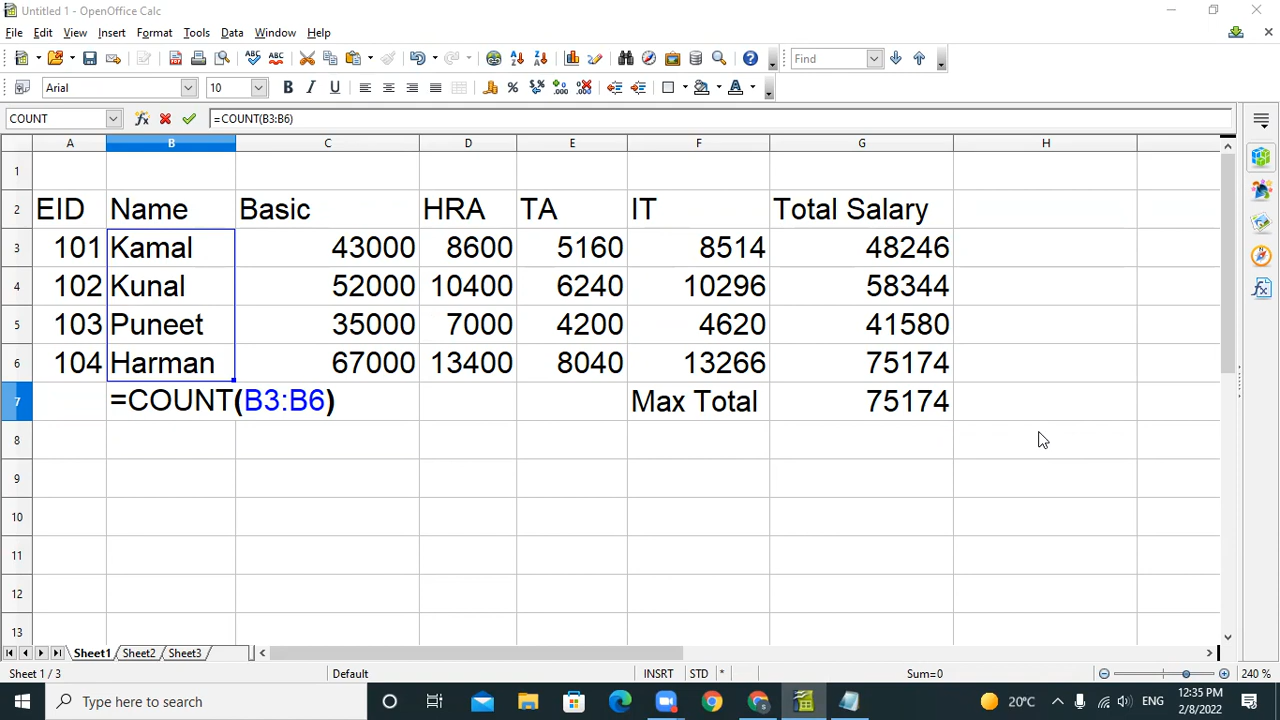 Untitled 1 - OpenOffice Calc
File Edit View Insert Format Tools Data Window Help
Find
Arial 10
COUNT =COUNT(B3:B6)
A B C D E F G H
1
2 EID Name Basic HRA TA IT Total Salary
3 101 Kamal 43000 8600 5160 8514 48246
4 102 Kunal 52000 10400 6240 10296 58344
5 103 Puneet 35000 7000 4200 4620 41580
6 104 Harman 67000 13400 8040 13266 75174
7 =COUNT(B3:B6) Max Total 75174
8
9
10
11
12
13
Sheet1 Sheet2 Sheet3
Sheet 1 / 3 Default INSRT STD * Sum=0 240 %
Type here to search 20°C ENG 12:35 PM
2/8/2022